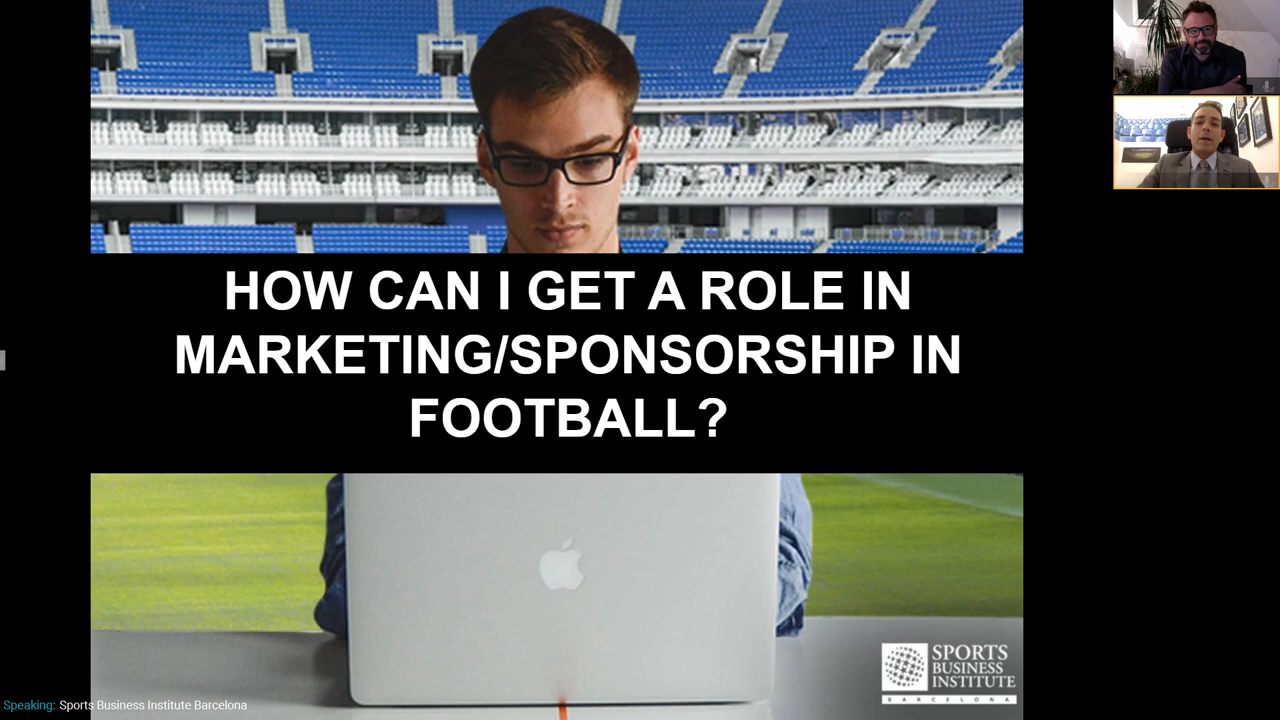 HOW CAN I GET A ROLE IN
MARKETING/SPONSORSHIP IN
FOOTBALL?
SPORTS
BUSINESS
INSTITUTE
BARCELONA
Speaking: Sports Business Institute Barcelona